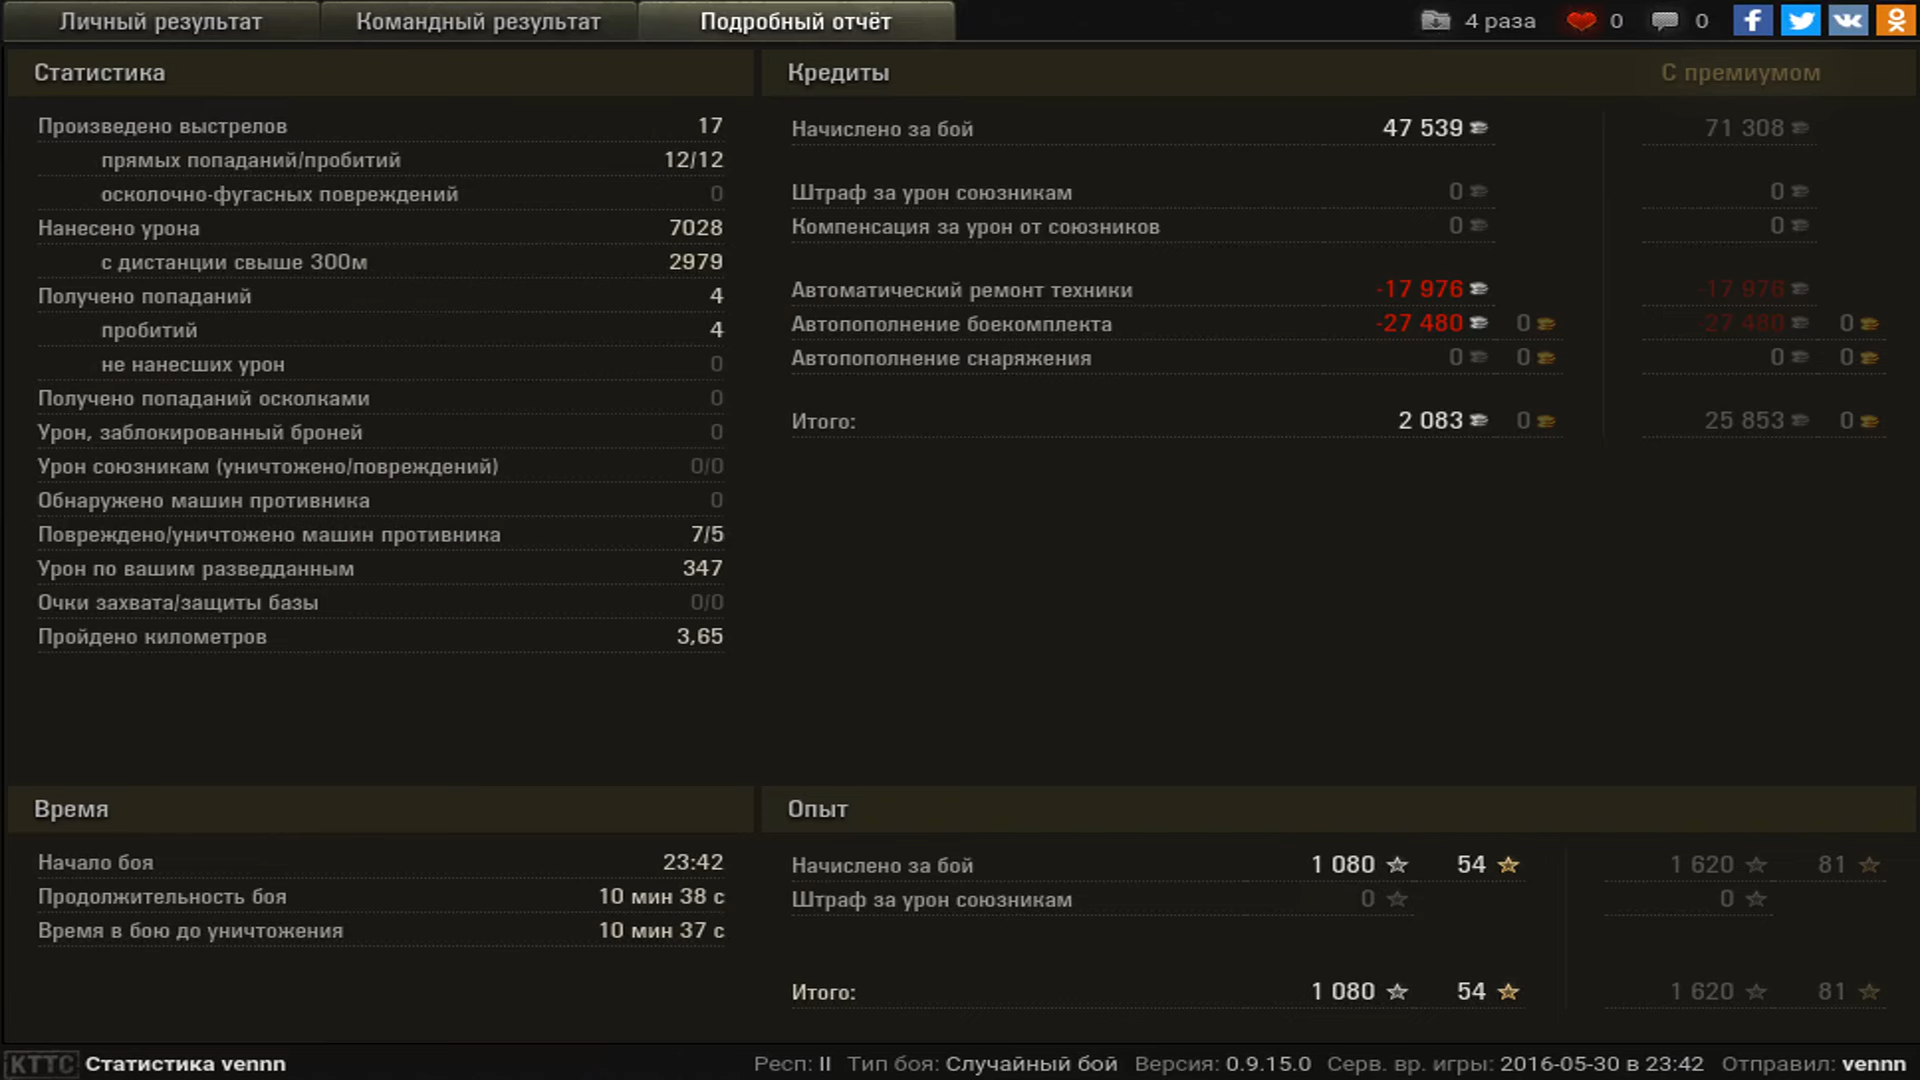 Личный результат Командный результат Подробный отчёт 4 раза 0 0
Статистика
Произведено выстрелов 17
прямых попаданий/пробитий 12/12
осколочно-фугасных повреждений 0
Нанесено урона 7028
с дистанции свыше 300м 2979
Получено попаданий 4
пробитий 4
не нанесших урон 0
Получено попаданий осколками 0
Урон, заблокированный броней 0
Урон союзникам (уничтожено/повреждений) 0/0
Обнаружено машин противника 0
Повреждено/уничтожено машин противника 7/5
Урон по вашим разведданным 347
Очки захвата/защиты базы 0/0
Пройдено километров 3,65
Кредиты С премиумом
Начислено за бой 47 539 71 308
Штраф за урон союзникам 0 0
Компенсация за урон от союзников 0 0
Автоматический ремонт техники -17 976 -17 976
Автопополнение боекомплекта -27 480 0 -27 480 0
Автопополнение снаряжения 0 0 0 0
Итого: 2 083 0 25 853 0
Время
Начало боя 23:42
Продолжительность боя 10 мин 38 с
Время в бою до уничтожения 10 мин 37 с
Опыт
Начислено за бой 1 080 54 1 620 81
Штраф за урон союзникам 0 0
Итого: 1 080 54 1 620 81
КТТС Статистика vennn Респ: II Тип боя: Случайный бой Версия: 0.9.15.0 Серв. вр. игры: 2016-05-30 в 23:42 Отправил: vennn